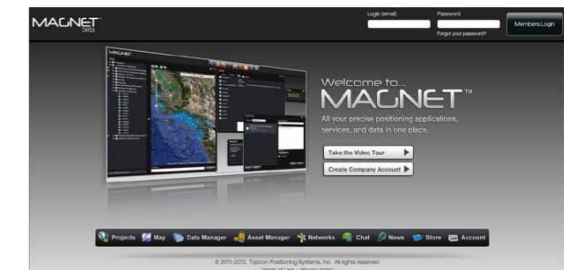 MAGNET
beta
Login (email)
Password
Members Login
Forgot your password?
Welcome to...
MAGNET™
All your precise positioning applications,
services, and data in one place.
Take the Video Tour
Create Company Account
Projects Map Data Manager Asset Manager Networks Chat News Store Account
© 2011-2012. Topcon Positioning Systems, Inc. All rights reserved.